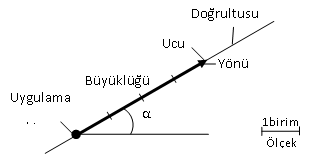 Doğrultusu
Ucu
Yönü
Büyüklüğü
Uygulama
α
1birim
Ölçek